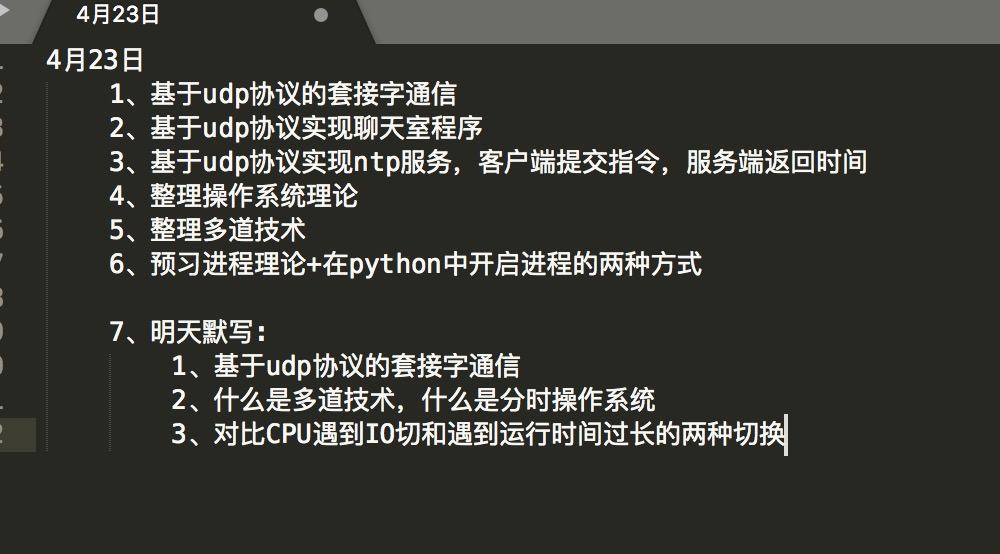 4月23日
4月23日
1、基于udp协议的套接字通信
2、基于udp协议实现聊天室程序
3、基于udp协议实现ntp服务，客户端提交指令，服务端返回时间
4、整理操作系统理论
5、整理多道技术
6、预习进程理论+在python中开启进程的两种方式
7、明天默写：
1、基于udp协议的套接字通信
2、什么是多道技术，什么是分时操作系统
3、对比CPU遇到IO切和遇到运行时间过长的两种切换